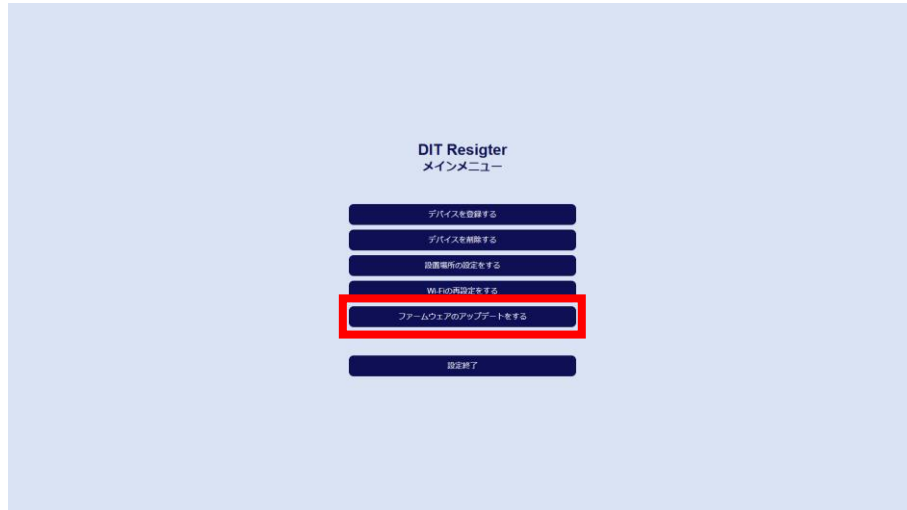 DIT Resigter
メインメニュー
デバイスを登録する
デバイスを削除する
設置場所の設定をする
Wi-Fiの再設定をする
ファームウェアのアップデートをする
設定終了